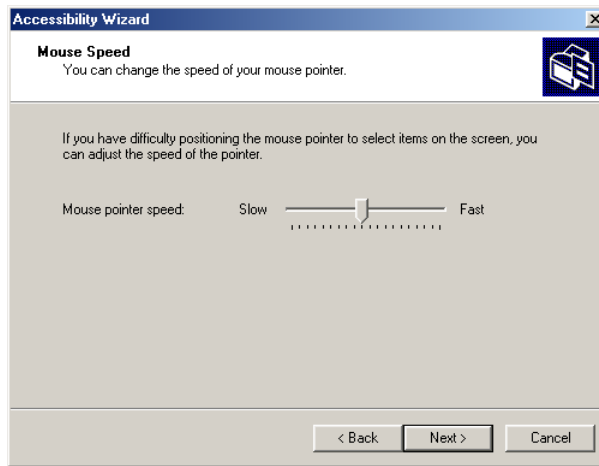 Accessibility Wizard
Mouse Speed
You can change the speed of your mouse pointer.
If you have difficulty positioning the mouse pointer to select items on the screen, you
can adjust the speed of the pointer.
Mouse pointer speed: Slow Fast
< Back Next > Cancel